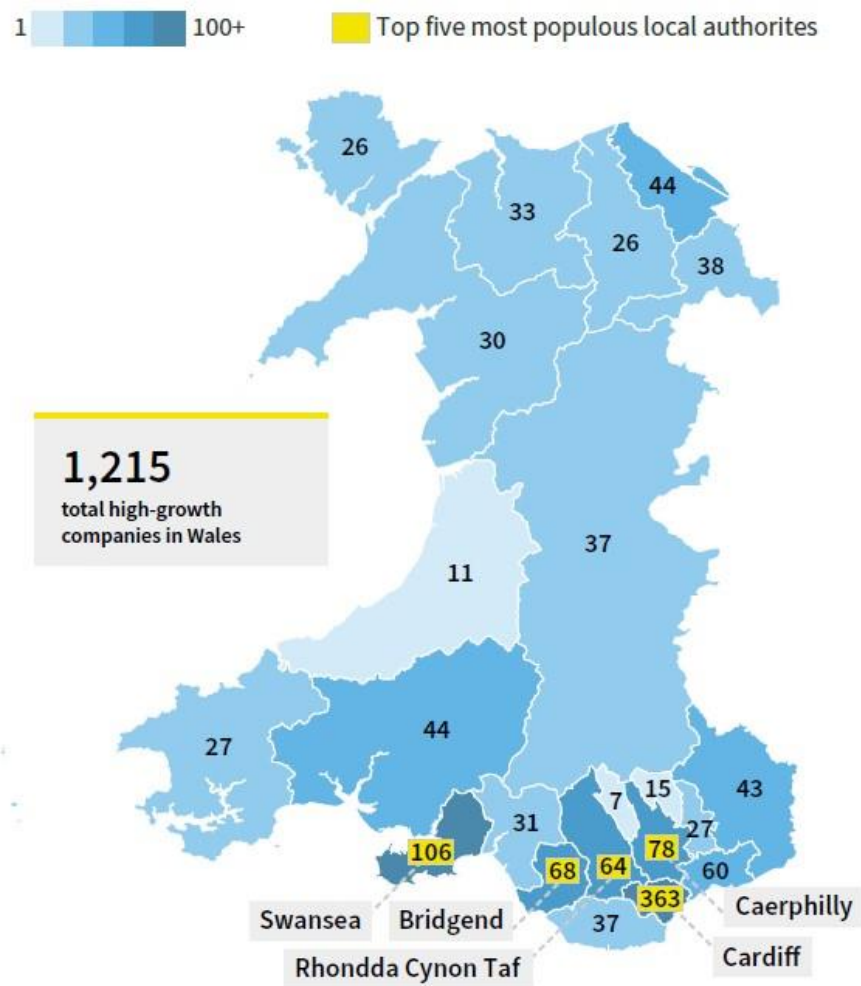 1 100+ Top five most populous local authorites
26
44
33
26
38
30
1,215
total high-growth
companies in Wales
37
11
27
44
7
15
43
31
27
106
68
64
78
60
363
37
Swansea
Bridgend
Caerphilly
Rhondda Cynon Taf
Cardiff